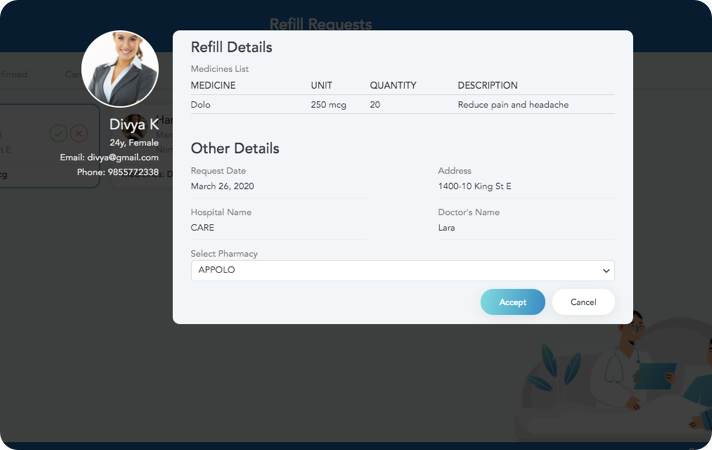 Refill Requests
Refill Details
Medicines List
MEDICINE UNIT QUANTITY DESCRIPTION
Dolo 250 mcg 20 Reduce pain and headache
Divya K
24y, Female
Email: divya@gmail.com
Phone: 9855772338
Other Details
Request Date Address
March 26, 2020 1400-10 King St E
Hospital Name Doctor's Name
CARE Lara
Select Pharmacy
APPOLO
Accept Cancel